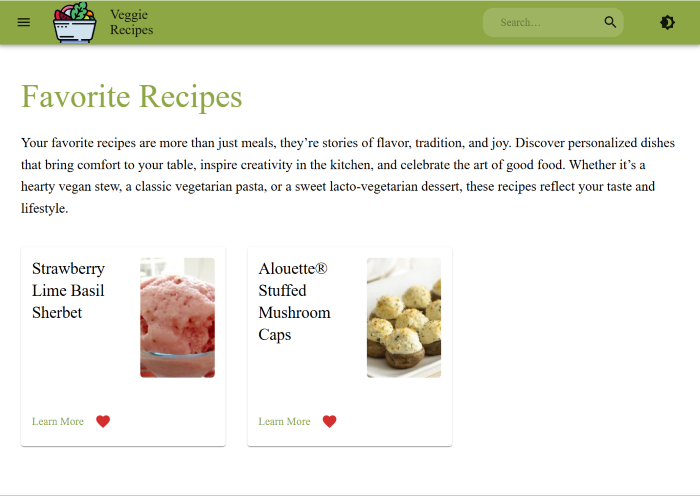 Veggie
Recipes
Search…
Favorite Recipes
Your favorite recipes are more than just meals, they’re stories of flavor, tradition, and joy. Discover personalized dishes
that bring comfort to your table, inspire creativity in the kitchen, and celebrate the art of good food. Whether it’s a
hearty vegan stew, a classic vegetarian pasta, or a sweet lacto-vegetarian dessert, these recipes reflect your taste and
lifestyle.
Strawberry
Lime Basil
Sherbet
Learn More
Alouette®
Stuffed
Mushroom
Caps
Learn More